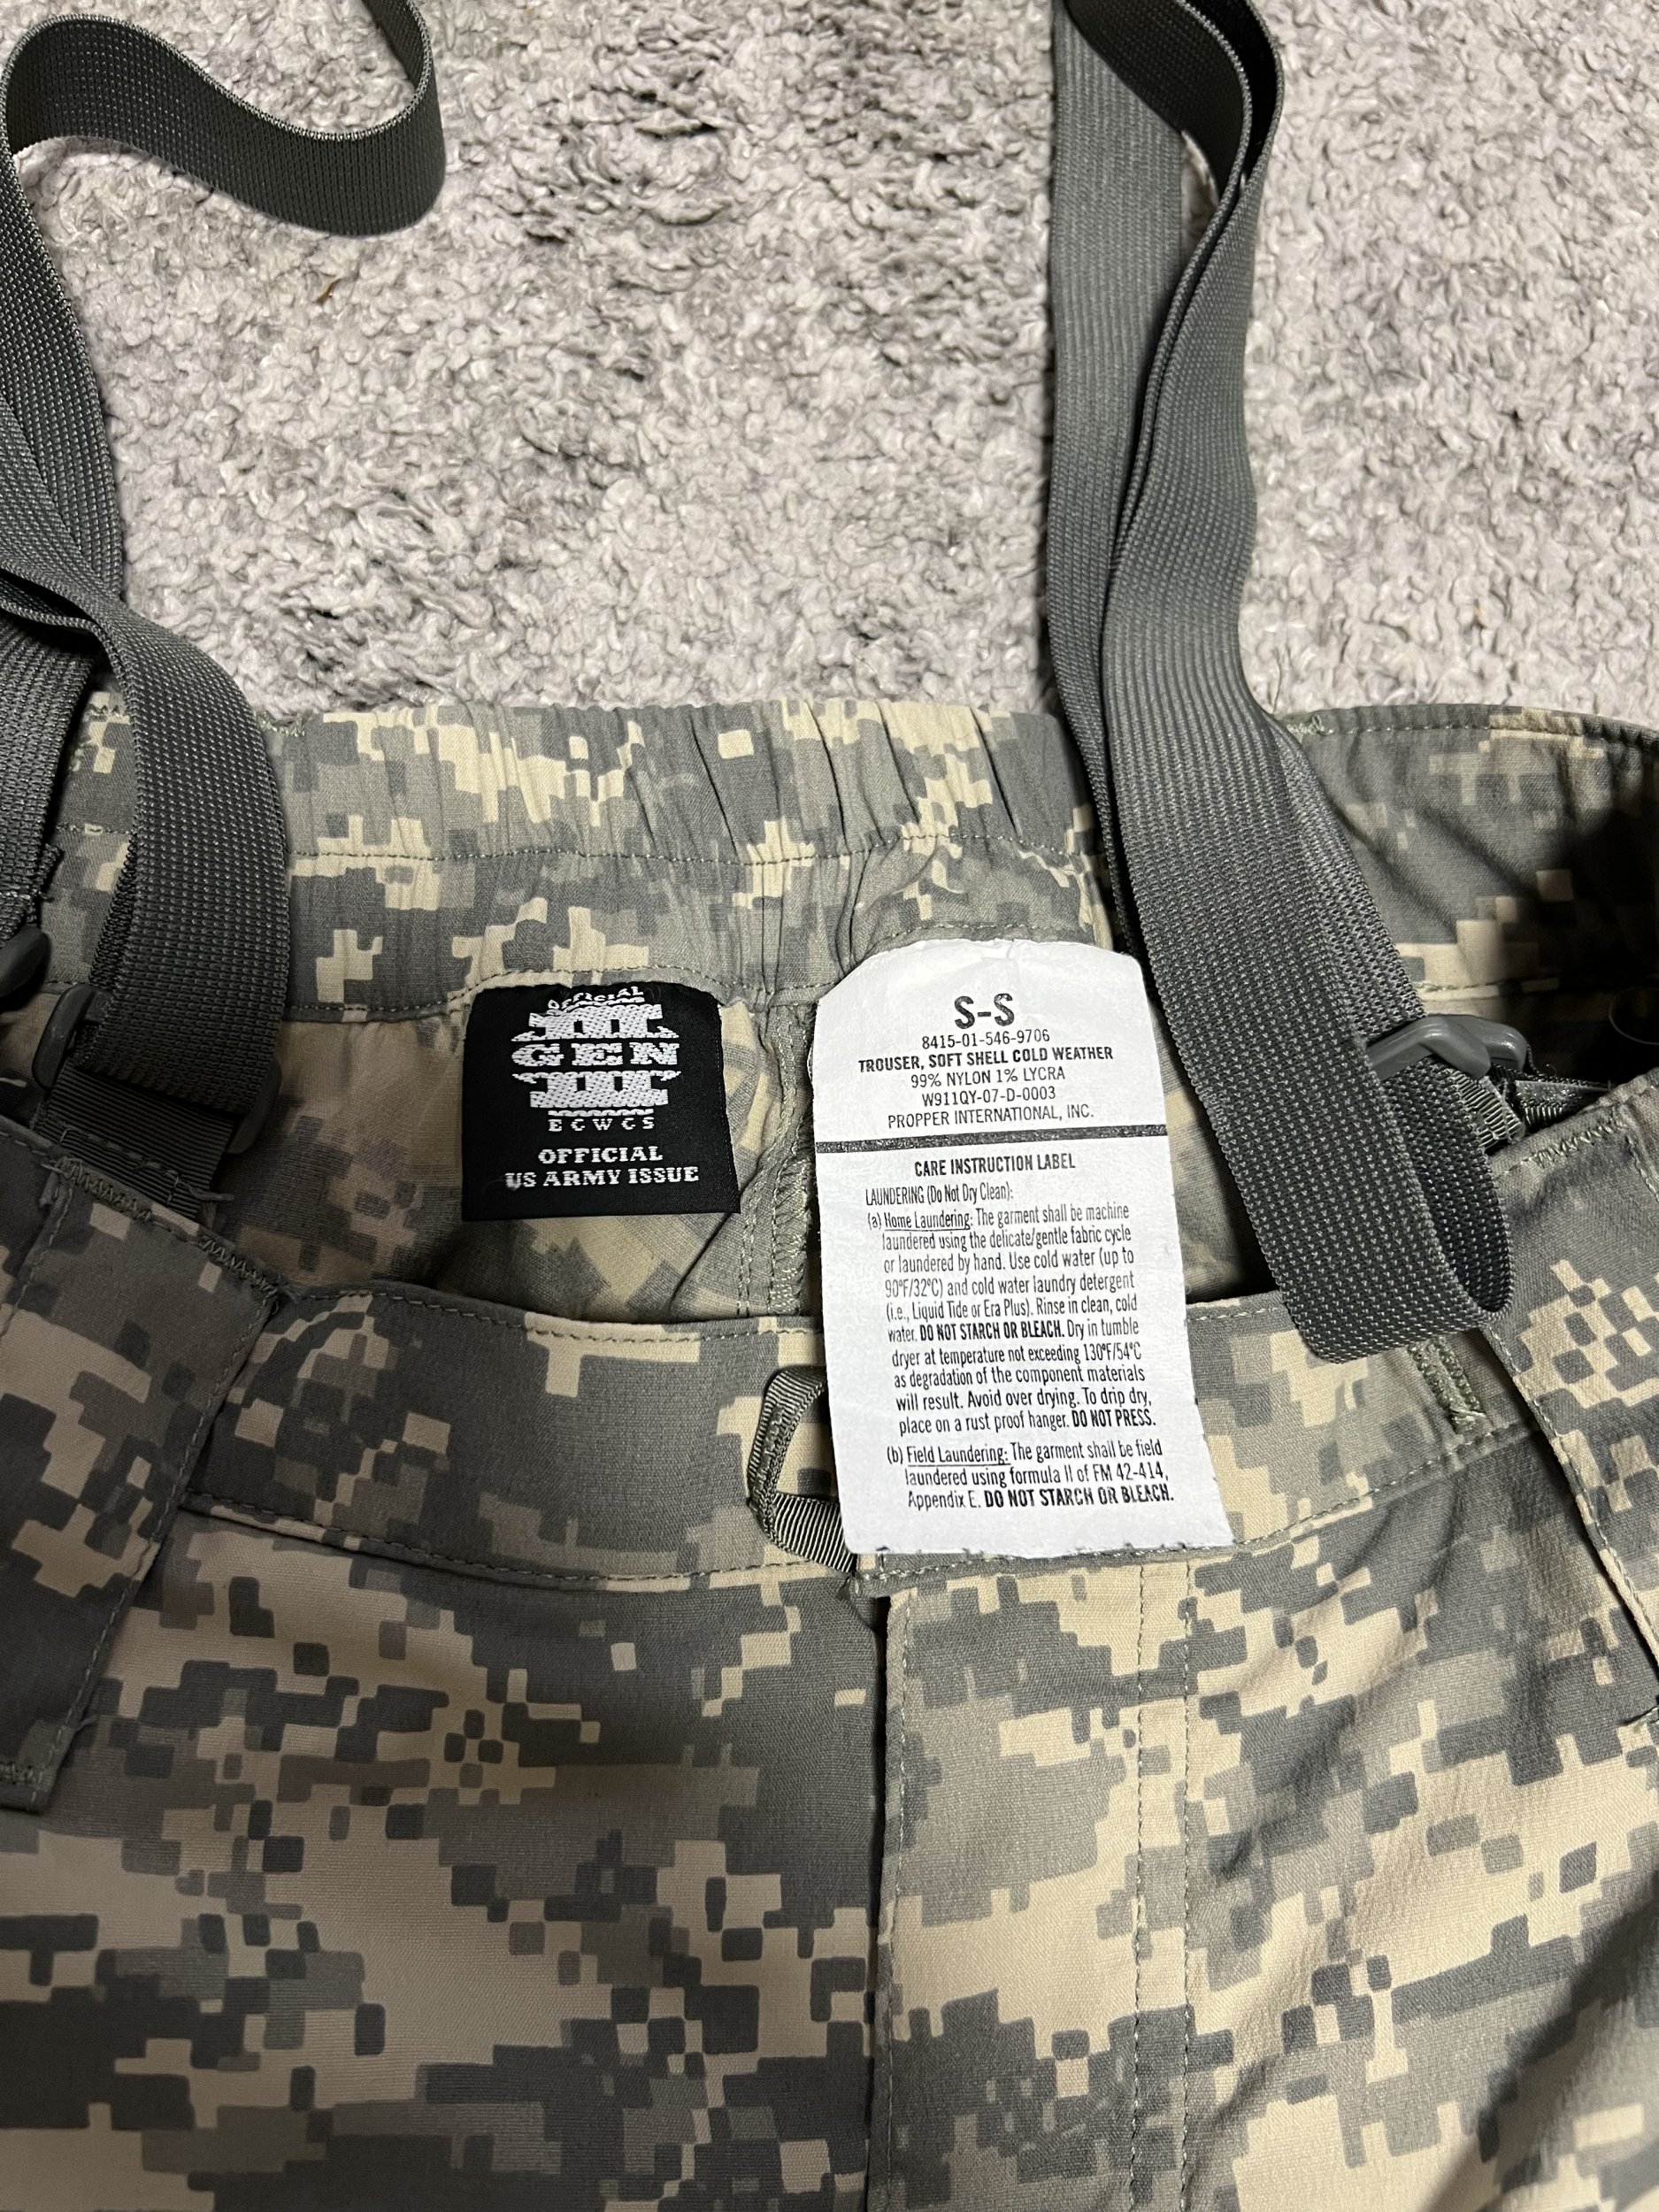 OFFICIAL
III
GEN
III
ECWCS
OFFICIAL
US ARMY ISSUE
S-S
8415-01-546-9706
TROUSER, SOFT SHELL COLD WEATHER
99% NYLON 1% LYCRA
W911QY-07-D-0003
PROPPER INTERNATIONAL, INC.
CARE INSTRUCTION LABEL
LAUNDERING (Do Not Dry Clean):
(a) Home Laundering: The garment shall be machine
laundered using the delicate/gentle fabric cycle
or laundered by hand. Use cold water (up to
90°F/32°C) and cold water laundry detergent
(i.e., Liquid Tide or Era Plus). Rinse in clean, cold
water. DO NOT STARCH OR BLEACH. Dry in tumble
dryer at temperature not exceeding 130°F/54°C
as degradation of the component materials
will result. Avoid over drying. To drip dry,
place on a rust proof hanger. DO NOT PRESS.
(b) Field Laundering: The garment shall be field
laundered using formula II of FM 42-414,
Appendix E. DO NOT STARCH OR BLEACH.